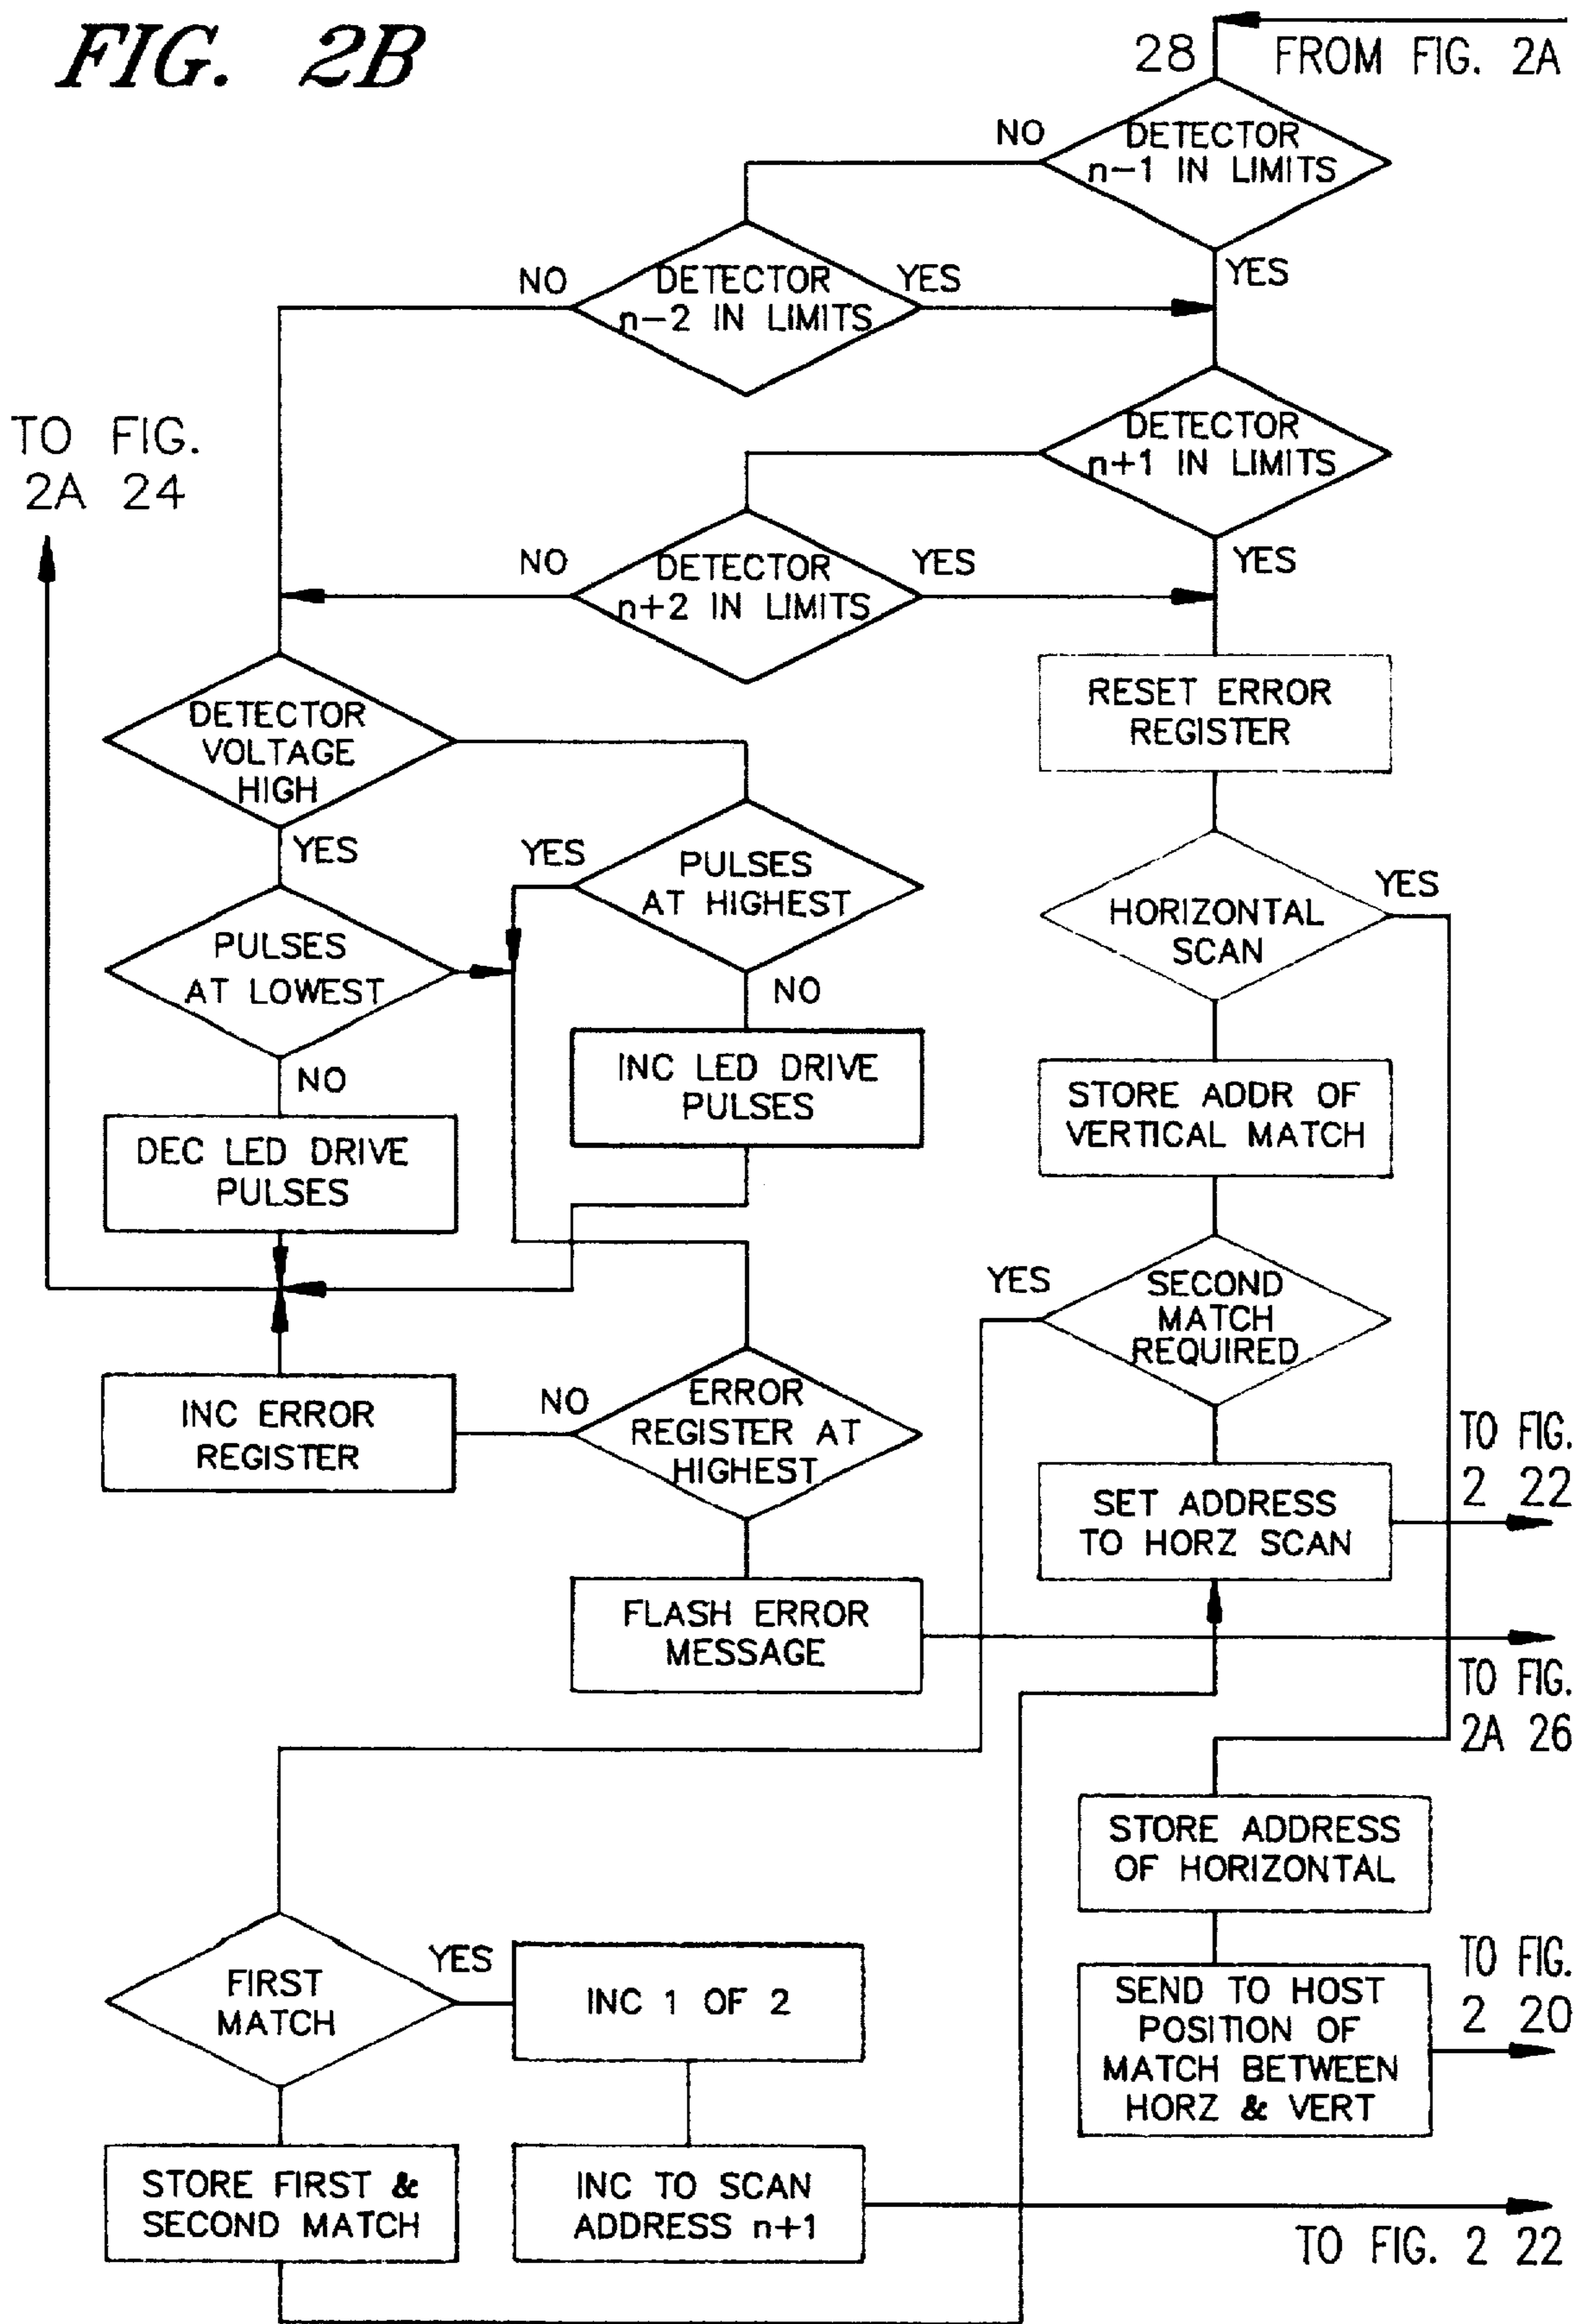 FIG. 2B
28 FROM FIG. 2A
DETECTOR
n-1 IN LIMITS
NO
YES
DETECTOR
n-2 IN LIMITS
NO
YES
DETECTOR
n+1 IN LIMITS
YES
TO FIG.
2A 24
DETECTOR
n+2 IN LIMITS
NO
YES
RESET ERROR
REGISTER
DETECTOR
VOLTAGE
HIGH
YES
PULSES
AT HIGHEST
YES
NO
HORIZONTAL
SCAN
YES
PULSES
AT LOWEST
NO
INC LED DRIVE
PULSES
STORE ADDR OF
VERTICAL MATCH
DEC LED DRIVE
PULSES
SECOND
MATCH
REQUIRED
YES
ERROR
REGISTER AT
HIGHEST
NO
INC ERROR
REGISTER
SET ADDRESS
TO HORZ SCAN
TO FIG.
2 22
FLASH ERROR
MESSAGE
TO FIG.
2A 26
STORE ADDRESS
OF HORIZONTAL
FIRST
MATCH
YES
INC 1 OF 2
SEND TO HOST
POSITION OF
MATCH BETWEEN
HORZ & VERT
TO FIG.
2 20
STORE FIRST &
SECOND MATCH
INC TO SCAN
ADDRESS n+1
TO FIG. 2 22